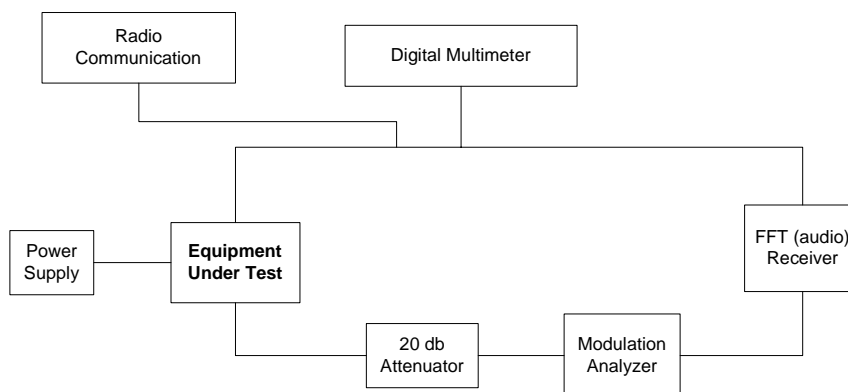 Radio
Communication
Digital Multimeter
Power
Supply
Equipment
Under Test
FFT (audio)
Receiver
20 db
Attenuator
Modulation
Analyzer